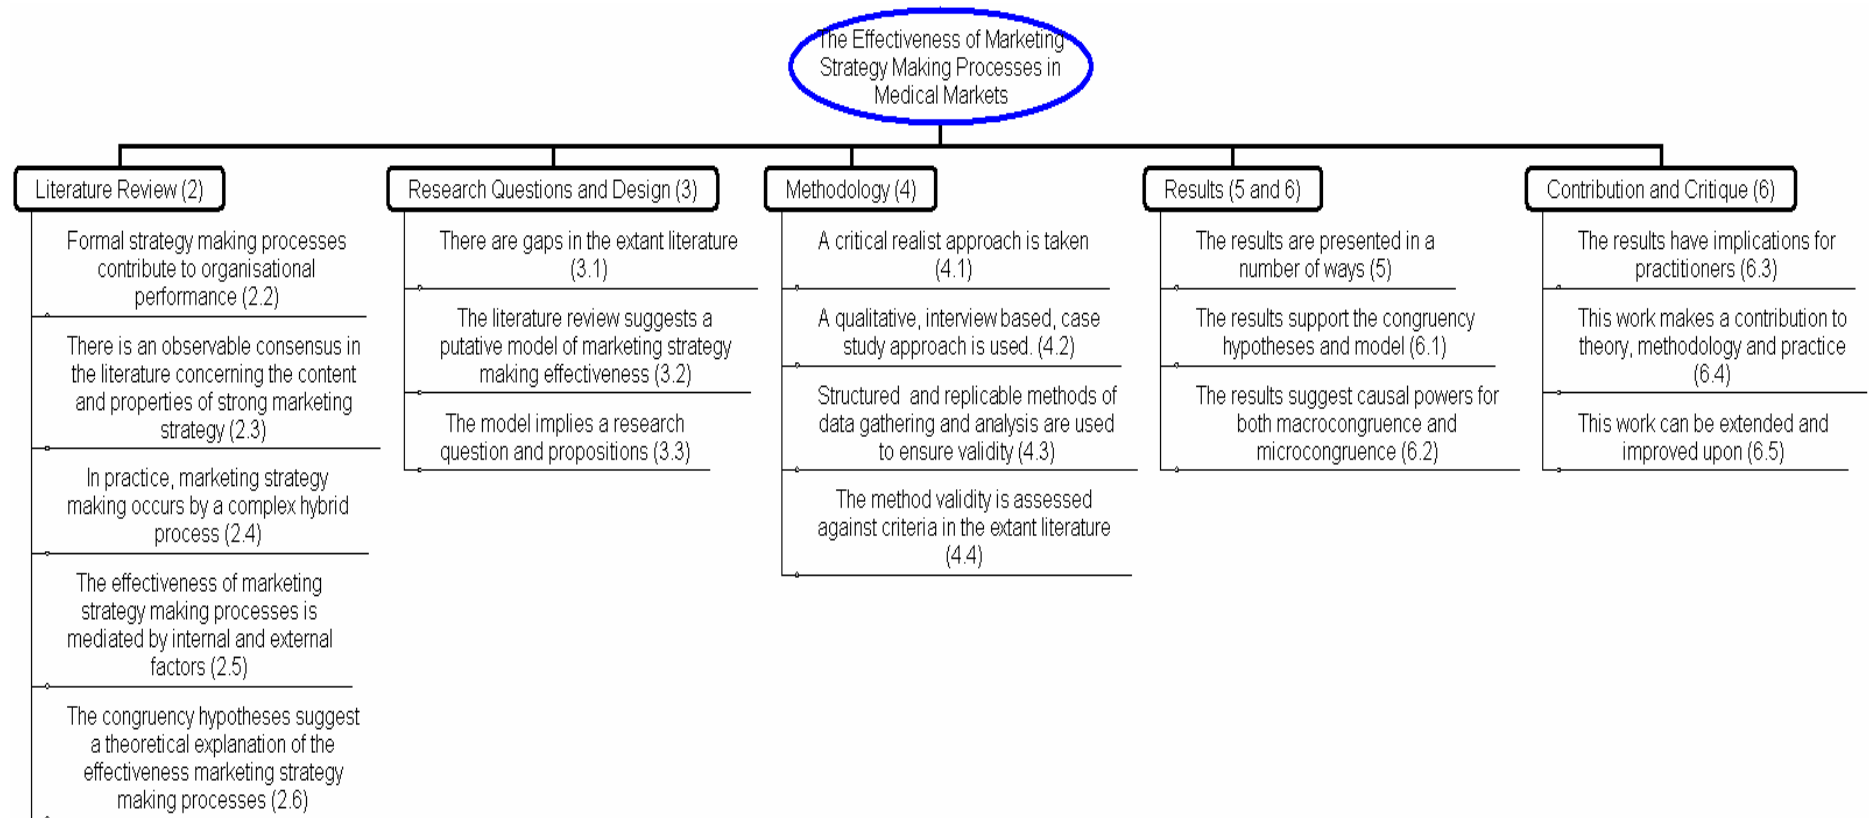 The Effectiveness of Marketing
Strategy Making Processes in
Medical Markets
Literature Review (2)
Formal strategy making processes
contribute to organisational
performance (2.2)
There is an observable consensus in
the literature concerning the content
and properties of strong marketing
strategy (2.3)
In practice, marketing strategy
making occurs by a complex hybrid
process (2.4)
The effectiveness of marketing
strategy making processes is
mediated by internal and external
factors (2.5)
The congruency hypotheses suggest
a theoretical explanation of the
effectiveness marketing strategy
making processes (2.6)
Research Questions and Design (3)
There are gaps in the extant literature
(3.1)
The literature review suggests a
putative model of marketing strategy
making effectiveness (3.2)
The model implies a research
question and propositions (3.3)
Methodology (4)
A critical realist approach is taken
(4.1)
A qualitative, interview based, case
study approach is used. (4.2)
Structured and replicable methods of
data gathering and analysis are used
to ensure validity (4.3)
The method validity is assessed
against criteria in the extant literature
(4.4)
Results (5 and 6)
The results are presented in a
number of ways (5)
The results support the congruency
hypotheses and model (6.1)
The results suggest causal powers for
both macrocongruence and
microcongruence (6.2)
Contribution and Critique (6)
The results have implications for
practitioners (6.3)
This work makes a contribution to
theory, methodology and practice
(6.4)
This work can be extended and
improved upon (6.5)